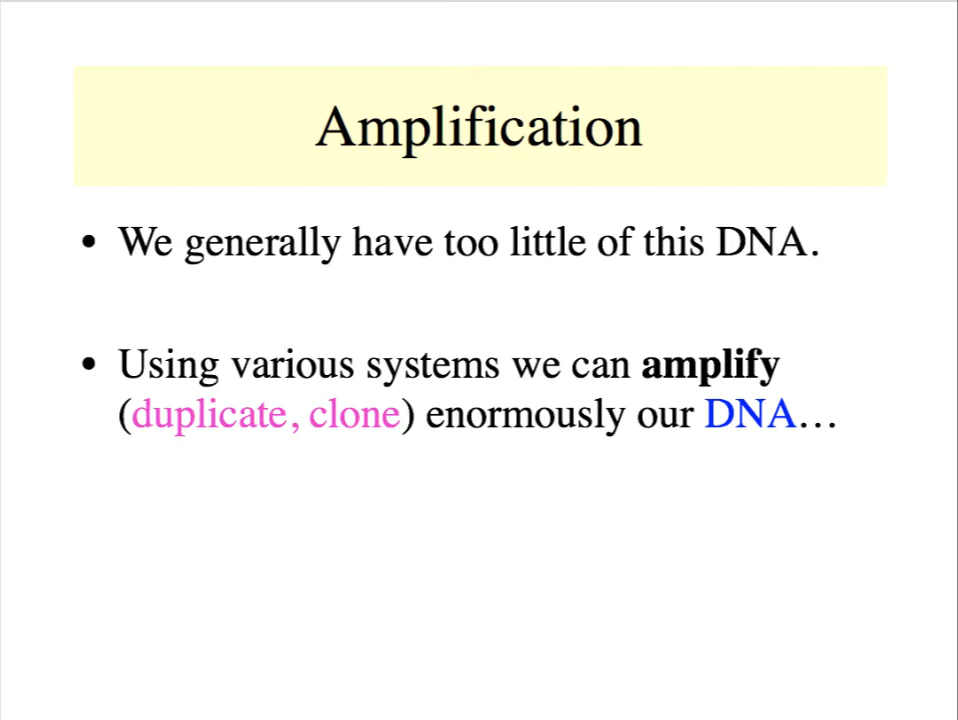 Amplification
• We generally have too little of this DNA.
• Using various systems we can amplify
(duplicate, clone) enormously our DNA…